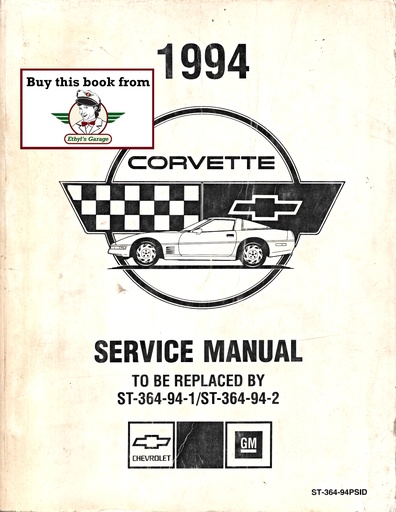 1994
Buy this book from
Ethyl's Garage
CORVETTE
SERVICE MANUAL
TO BE REPLACED BY
ST-364-94-1/ST-364-94-2
CHEVROLET
GM
ST-364-94PSID